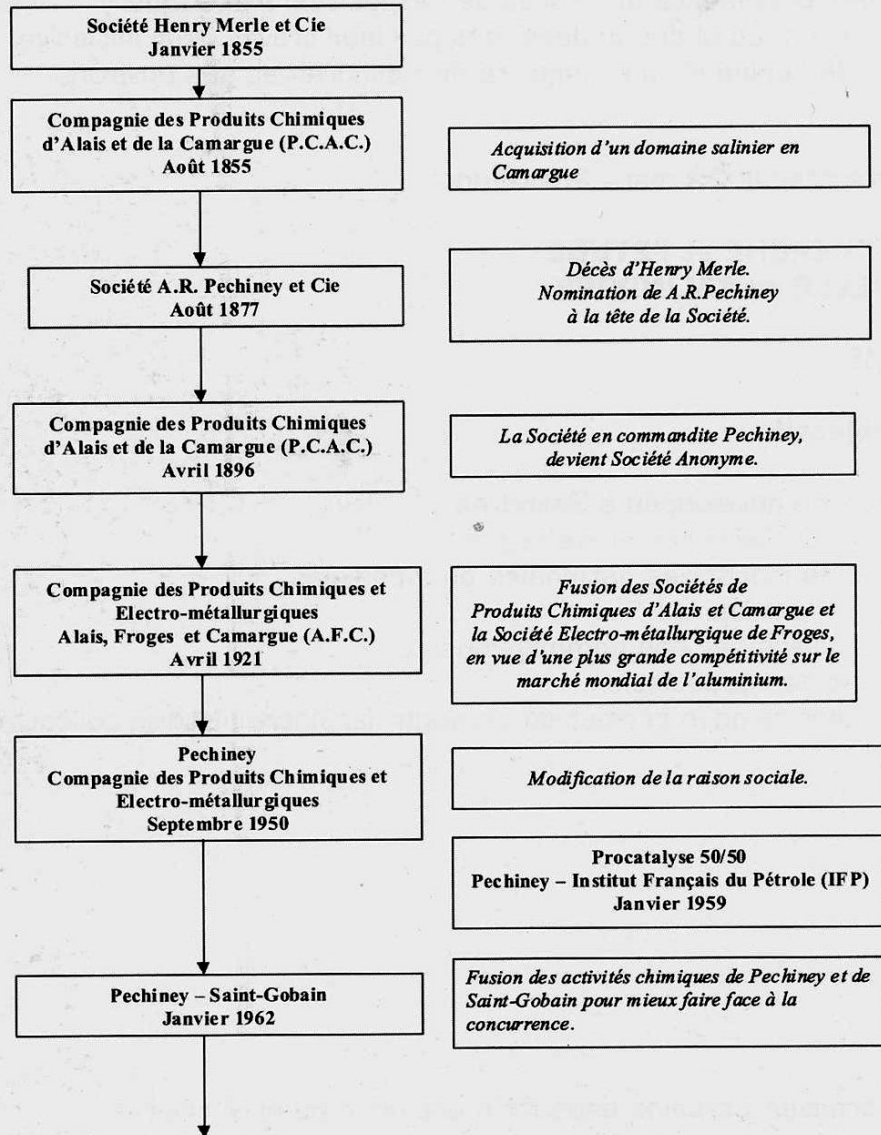 Société Henry Merle et Cie
Janvier 1855
Compagnie des Produits Chimiques
d'Alais et de la Camargue (P.C.A.C.)
Août 1855
Acquisition d'un domaine salinier en
Camargue
Société A.R. Pechiney et Cie
Août 1877
Décès d'Henry Merle.
Nomination de A.R.Pechiney
à la tête de la Société.
Compagnie des Produits Chimiques
d'Alais et de la Camargue (P.C.A.C.)
Avril 1896
La Société en commandite Pechiney,
devient Société Anonyme.
Compagnie des Produits Chimiques et
Electro-métallurgiques
Alais, Froges et Camargue (A.F.C.)
Avril 1921
Fusion des Sociétés de
Produits Chimiques d'Alais et Camargue et
la Société Electro-métallurgique de Froges,
en vue d'une plus grande compétitivité sur le
marché mondial de l'aluminium.
Pechiney
Compagnie des Produits Chimiques et
Electro-métallurgiques
Septembre 1950
Modification de la raison sociale.
Procatalyse 50/50
Pechiney – Institut Français du Pétrole (IFP)
Janvier 1959
Pechiney – Saint-Gobain
Janvier 1962
Fusion des activités chimiques de Pechiney et de
Saint-Gobain pour mieux faire face à la
concurrence.